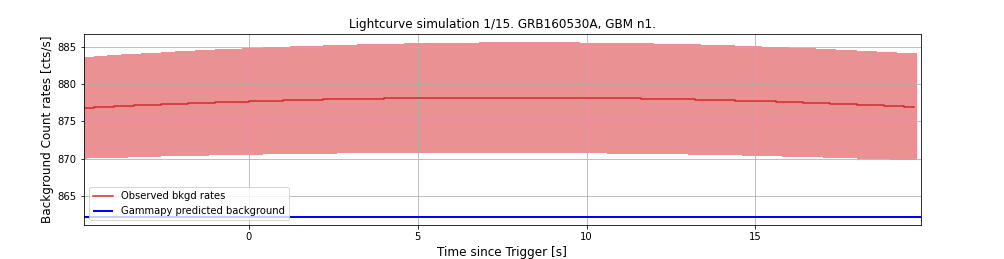 Lightcurve simulation 1/15. GRB160530A, GBM n1.
Background Count rates [cts/s]
885
880
875
870
865
Observed bkgd rates
Gammapy predicted background
0 5 10 15
Time since Trigger [s]